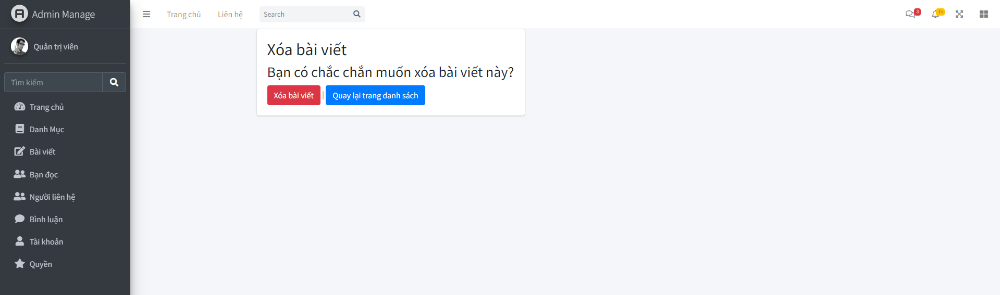 Admin Manage
Trang chủ
Liên hệ
Search
3
15
Quản trị viên
Tìm kiếm
Trang chủ
Danh Mục
Bài viết
Bạn đọc
Người liên hệ
Bình luận
Tài khoản
Quyền
Xóa bài viết
Bạn có chắc chắn muốn xóa bài viết này?
Xóa bài viết | Quay lại trang danh sách